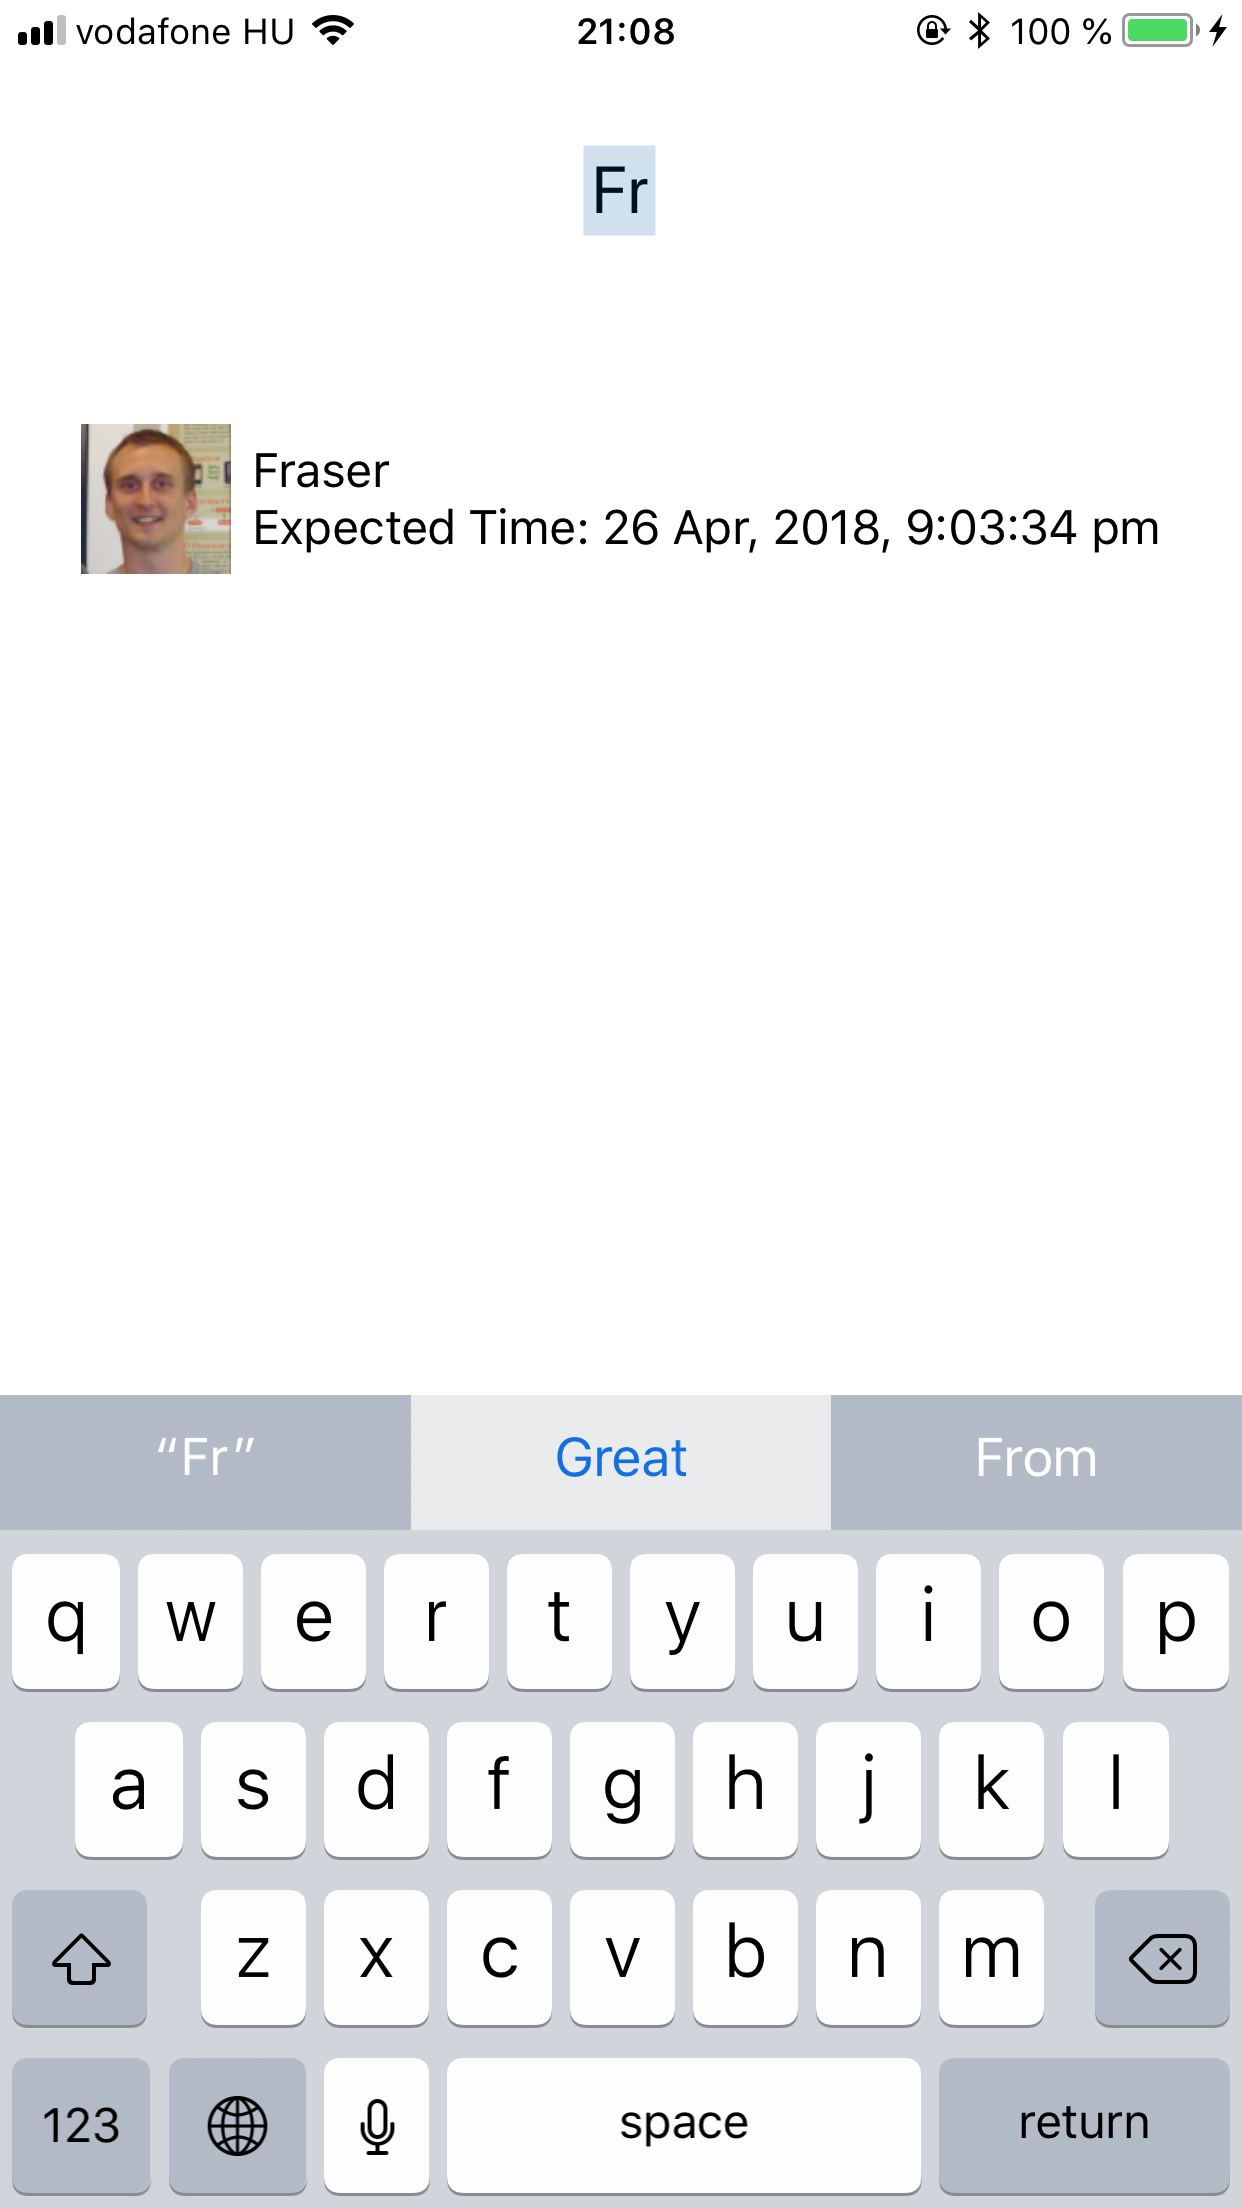 vodafone HU 21:08 100 %
Fr
Fraser
Expected Time: 26 Apr, 2018, 9:03:34 pm
“Fr” Great From
q w e r t y u i o p
a s d f g h j k l
z x c v b n m
123 space return